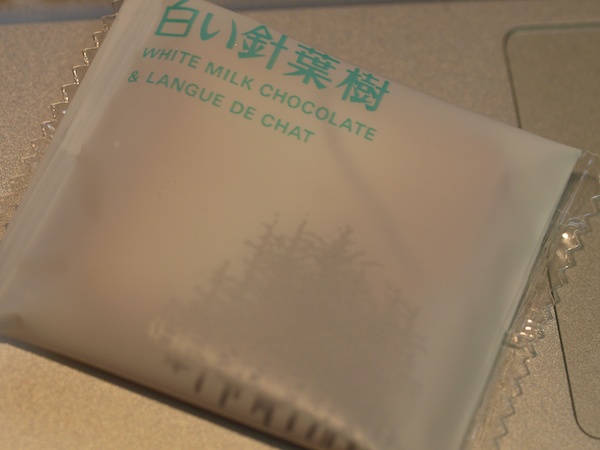 白い針葉樹
WHITE MILK CHOCOLATE
& LANGUE DE CHAT